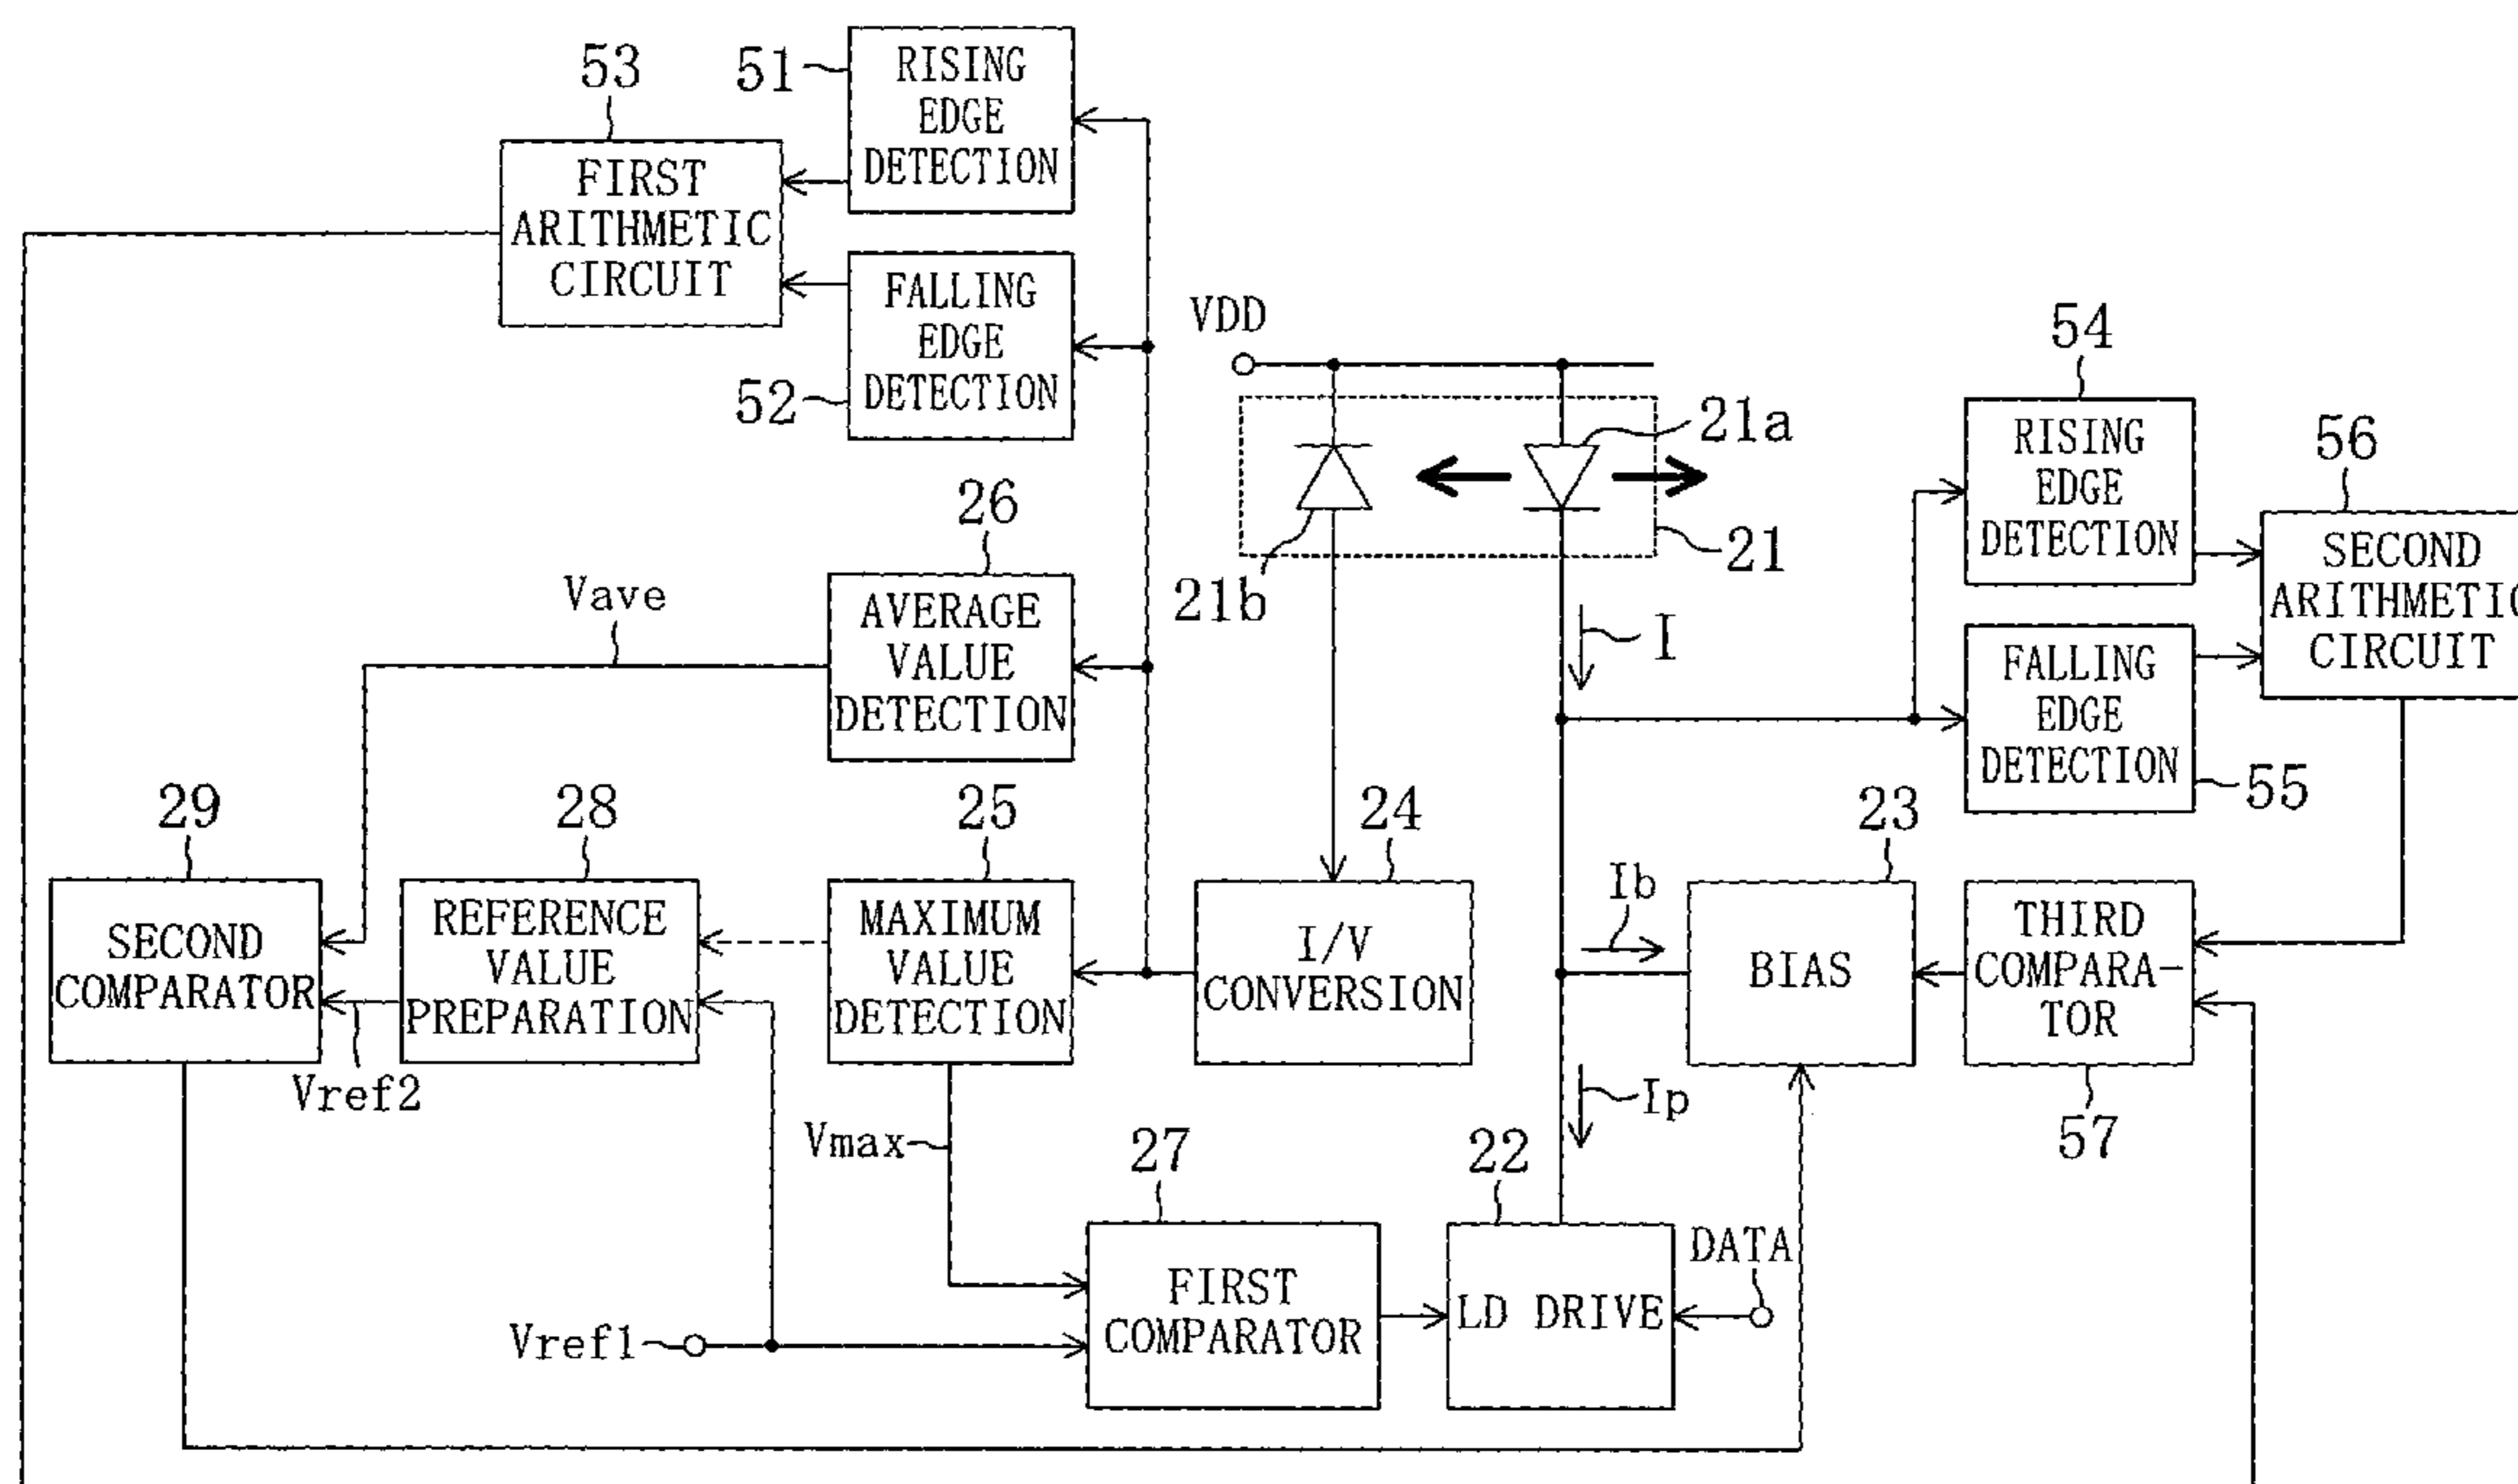 53
51
RISING
EDGE
DETECTION
FIRST
ARITHMETIC
CIRCUIT
FALLING
EDGE
DETECTION
52
VDD
21a
21b
21
I
54
RISING
EDGE
DETECTION
56
SECOND
ARITHMETIC
CIRCUIT
FALLING
EDGE
DETECTION
55
26
AVERAGE
VALUE
DETECTION
Vave
29
SECOND
COMPARATOR
28
REFERENCE
VALUE
PREPARATION
25
MAXIMUM
VALUE
DETECTION
24
I/V
CONVERSION
Ib
23
BIAS
THIRD
COMPARA-
TOR
57
Vref2
Vmax
Ip
27
FIRST
COMPARATOR
22
LD DRIVE
DATA
Vref1